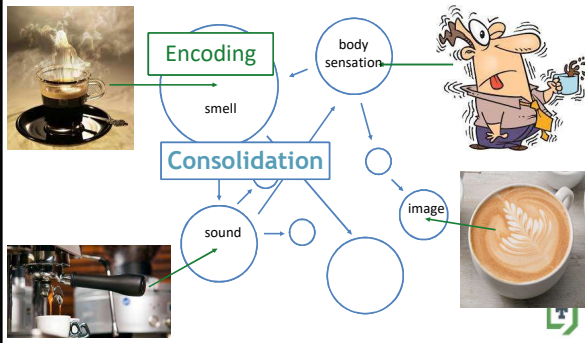 Encoding
body
sensation
smell
Consolidation
image
sound
T